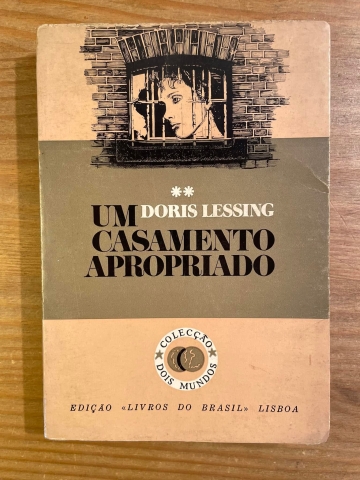 **
DORIS LESSING
UM
CASAMENTO
APROPRIADO
COLECÇÃO
DOIS MUNDOS
EDIÇÃO «LIVROS DO BRASIL» LISBOA